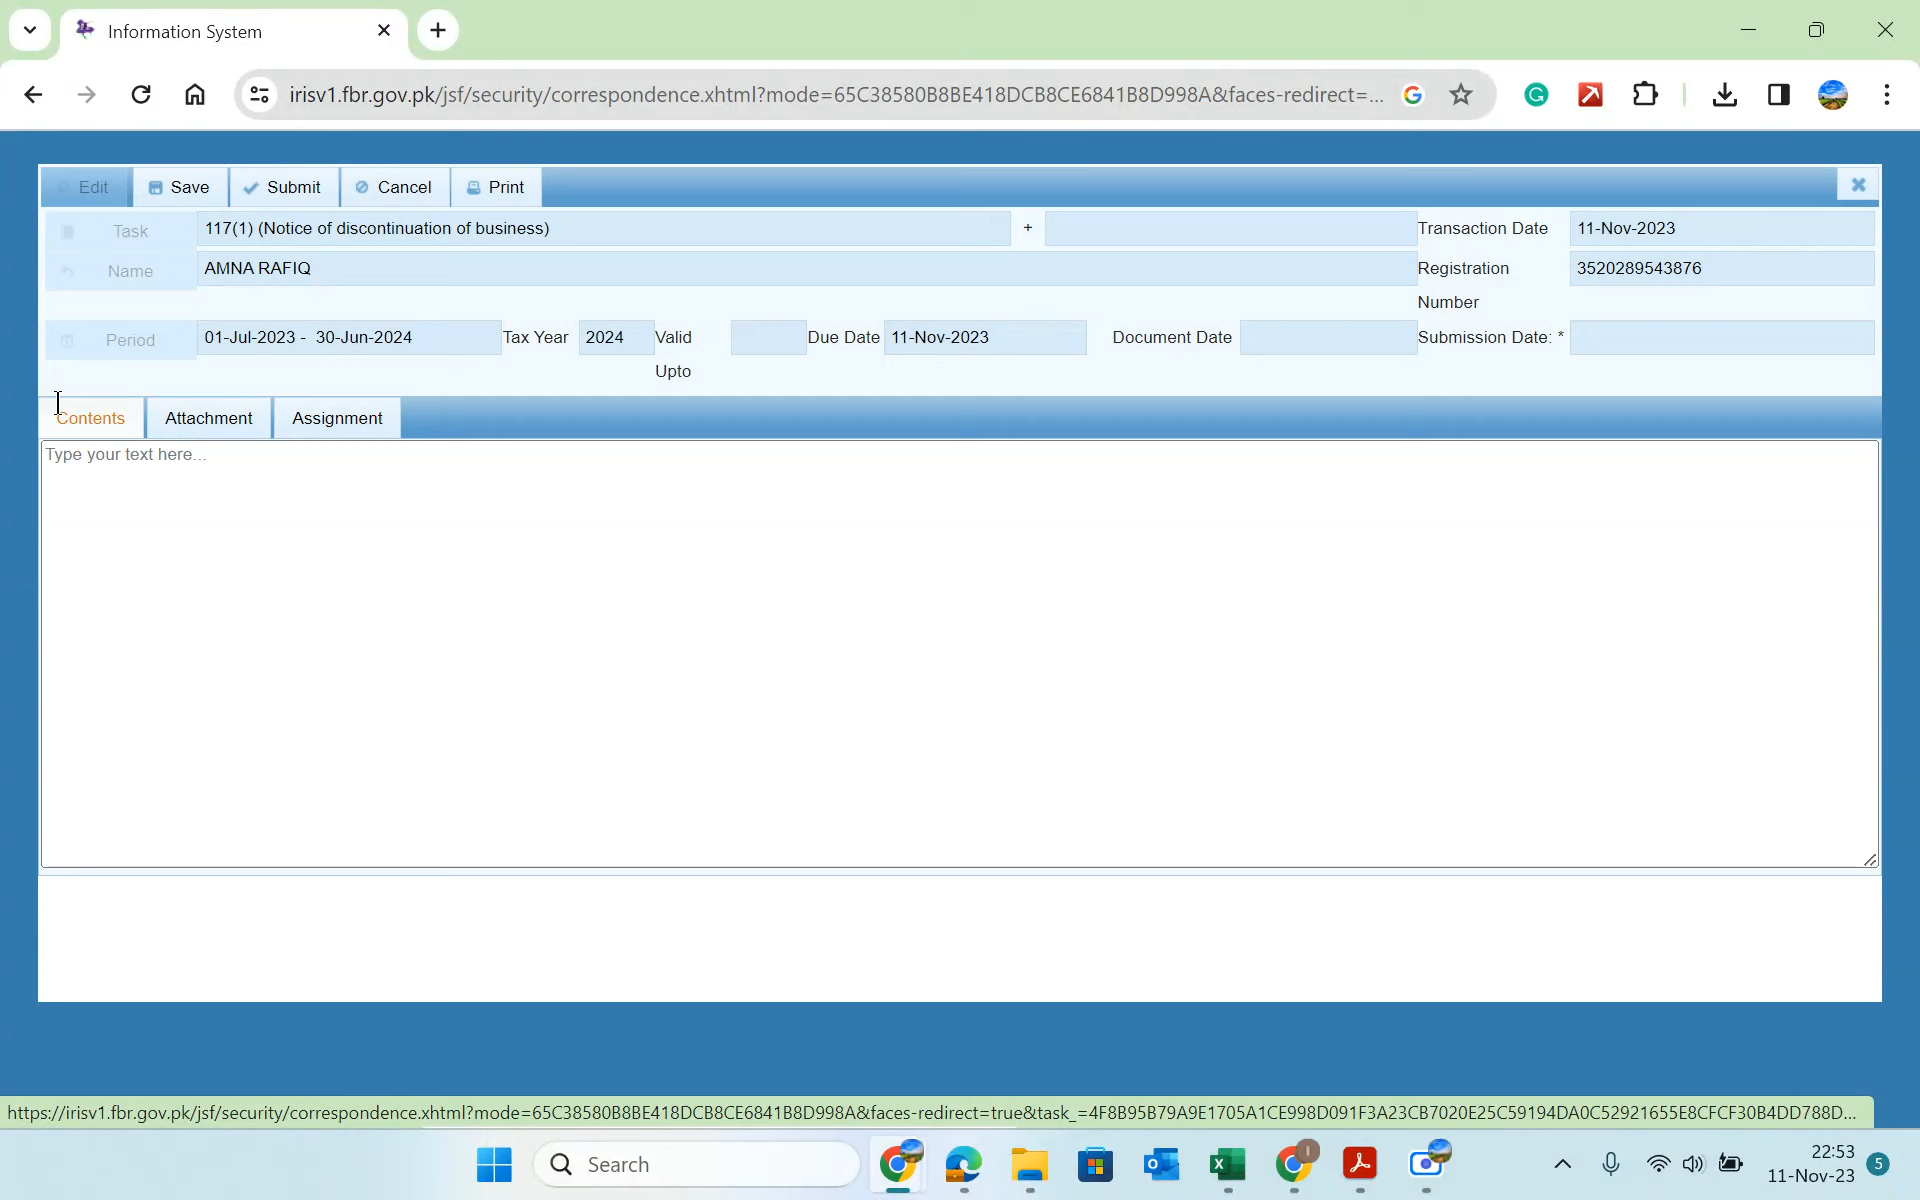 Information System
irisv1.fbr.gov.pk/jsf/security/correspondence.xhtml?mode=65C38580B8BE418DCB8CE6841B8D998A&faces-redirect=...
Edit Save Submit Cancel Print
Task 117(1) (Notice of discontinuation of business) + Transaction Date 11-Nov-2023
Name AMNA RAFIQ Registration Number 3520289543876
Period 01-Jul-2023 - 30-Jun-2024 Tax Year 2024 Valid Upto Due Date 11-Nov-2023 Document Date Submission Date: *
Contents Attachment Assignment
Type your text here...
https://irisv1.fbr.gov.pk/jsf/security/correspondence.xhtml?mode=65C38580B8BE418DCB8CE6841B8D998A&faces-redirect=true&task_=4F8B95B79A9E1705A1CE998D091F3A23CB7020E25C59194DA0C52921655E8CFCF30B4DD788D...
Search
22:53
11-Nov-23
5